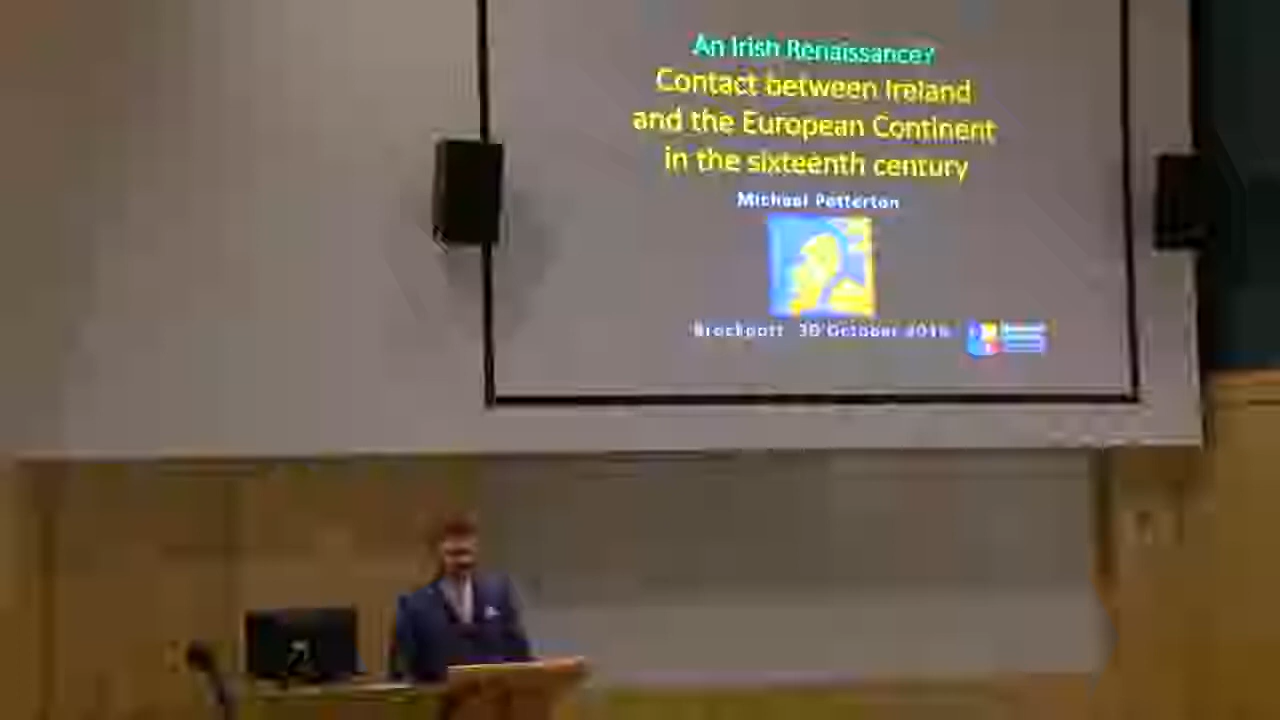 An Irish Renaissance?
Contact between Ireland
and the European Continent
in the sixteenth century
Michael Potterton
Brockport 30 October